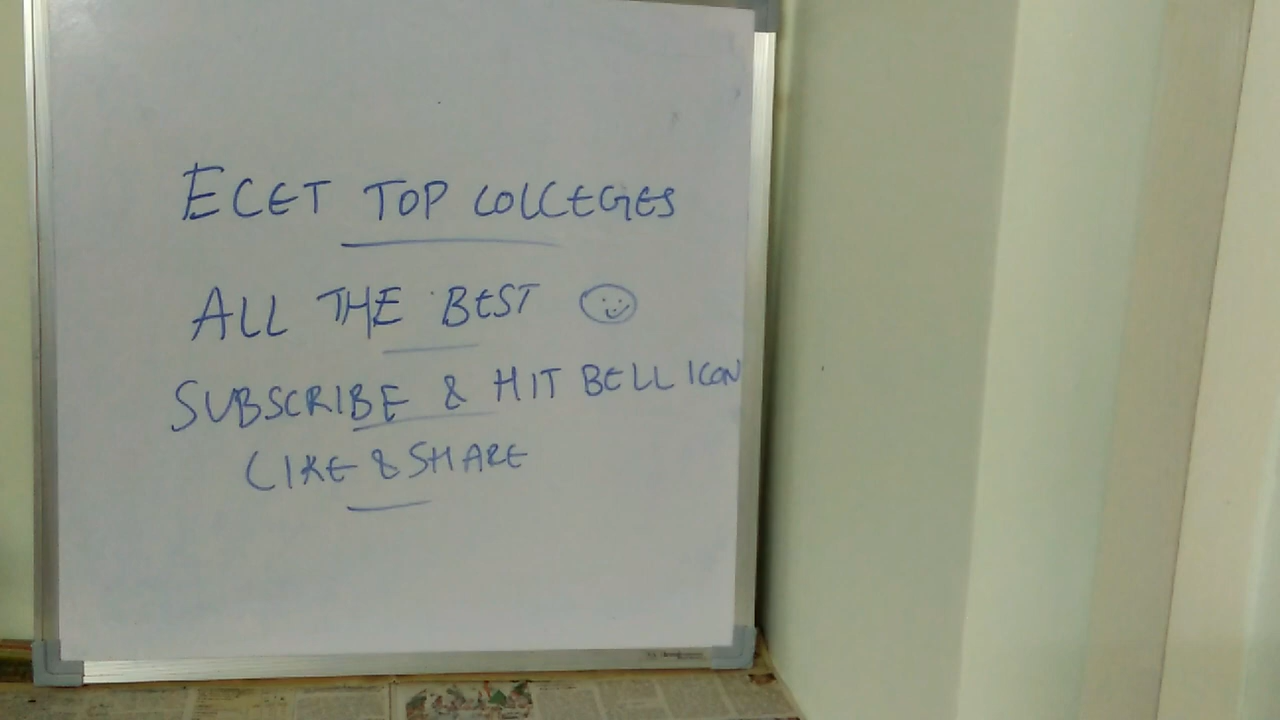 ECET TOP COLLEGES
ALL THE BEST
SUBSCRIBE & HIT BELL ICON
LIKE & SHARE